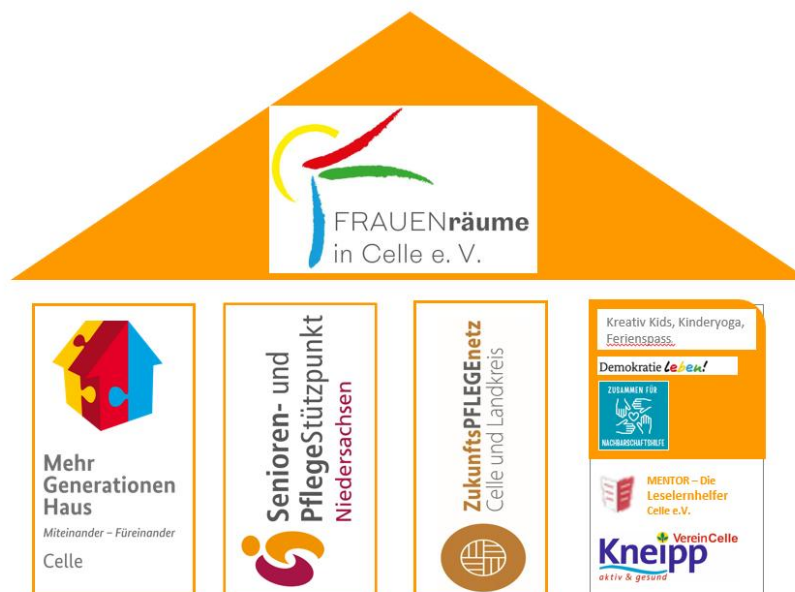 FRAUENräume
in Celle e. V.
Mehr
Generationen
Haus
Miteinander – Füreinander
Celle
Senioren- und
PflegeStützpunkt
Niedersachsen
ZukunftsPFLEGEnetz
Celle und Landkreis
Kreativ Kids, Kinderyoga,
Ferienspass.
Demokratie Leben!
ZUSAMMEN FÜR
NACHBARSCHAFTSHILFE
MENTOR – Die
Leselernhelfer
Celle e.V.
Verein Celle
Kneipp
aktiv & gesund